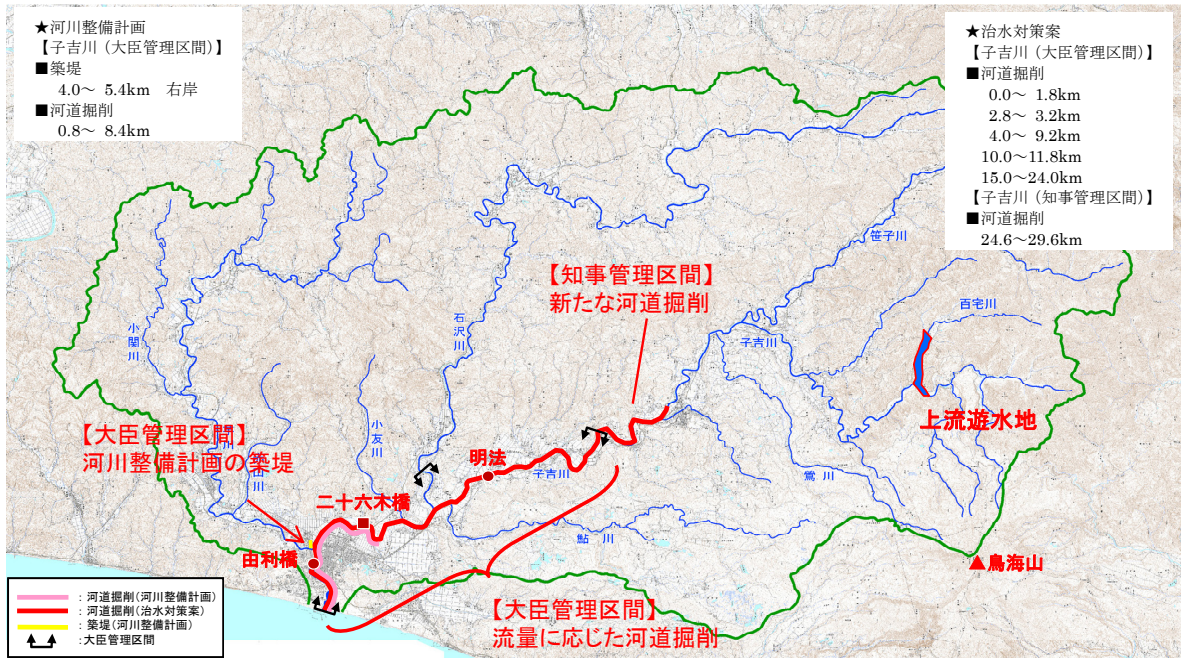 ★河川整備計画
【子吉川（大臣管理区間）】
■築堤
4.0～ 5.4km 右岸
■河道掘削
0.8～ 8.4km
★治水対策案
【子吉川（大臣管理区間）】
■河道掘削
0.0～ 1.8km
2.8～ 3.2km
4.0～ 9.2km
10.0～11.8km
15.0～24.0km
【子吉川（知事管理区間）】
■河道掘削
24.6～29.6km
笹子川
【知事管理区間】
新たな河道掘削
百宅川
石沢川
小関川
子吉川
上流遊水地
【大臣管理区間】
河川整備計画の築堤
小友川
明法
子吉川
鶯川
二十六木橋
鮎川
由利橋
鳥海山
【大臣管理区間】
流量に応じた河道掘削
：河道掘削(河川整備計画)
：河道掘削(治水対策案)
：築堤(河川整備計画)
：大臣管理区間